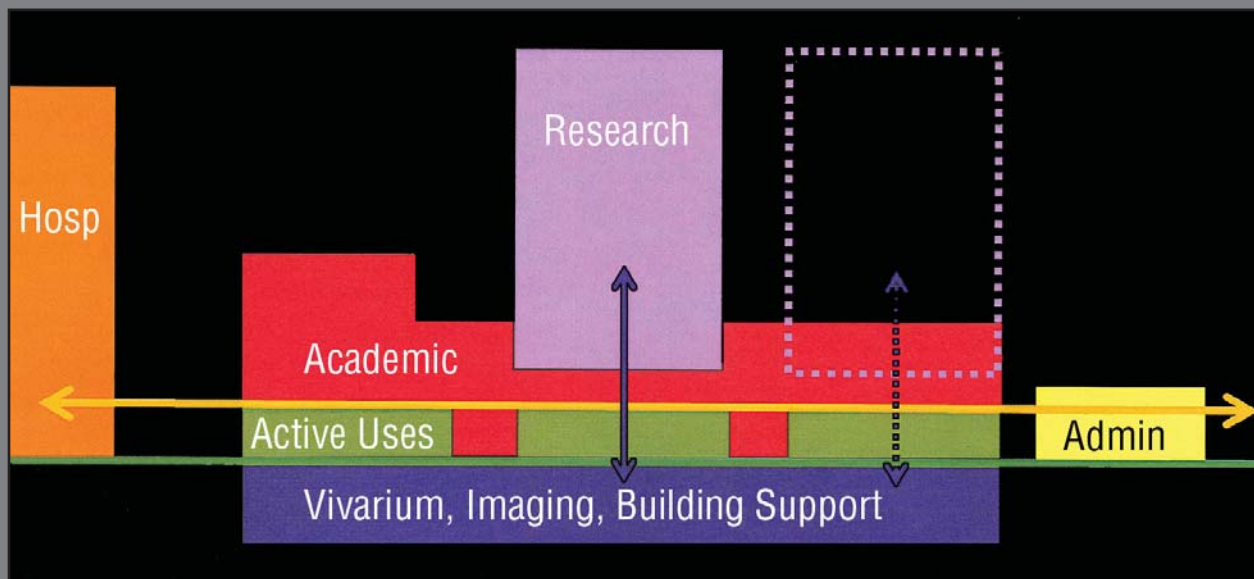 Research
Hosp
Academic
Active Uses
Admin
Vivarium, Imaging, Building Support